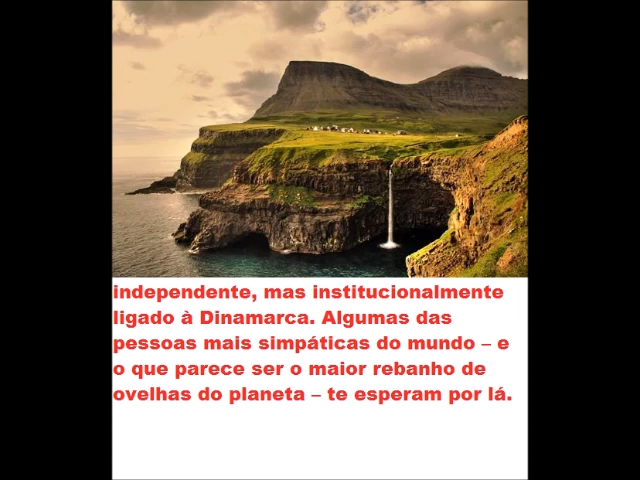 independente, mas institucionalmente
ligado à Dinamarca. Algumas das
pessoas mais simpáticas do mundo – e
o que parece ser o maior rebanho de
ovelhas do planeta – te esperam por lá.